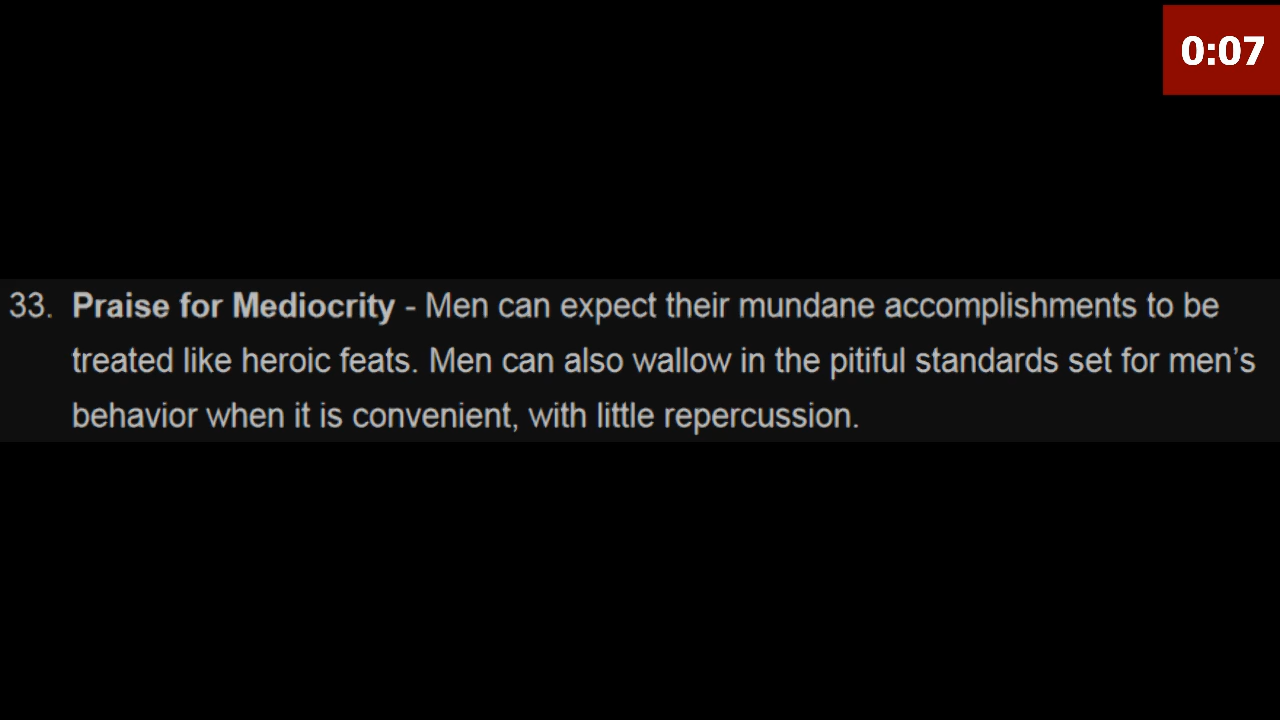 0:07
33. Praise for Mediocrity - Men can expect their mundane accomplishments to be
treated like heroic feats. Men can also wallow in the pitiful standards set for men’s
behavior when it is convenient, with little repercussion.